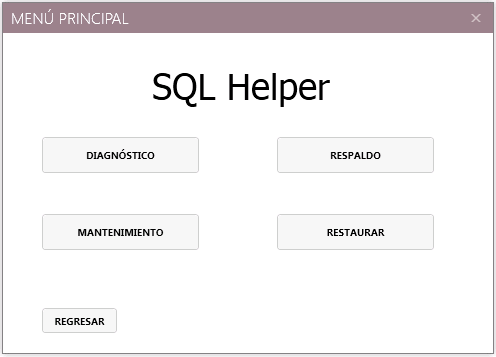 MENÚ PRINCIPAL
SQL Helper
DIAGNÓSTICO
RESPALDO
MANTENIMIENTO
RESTAURAR
REGRESAR